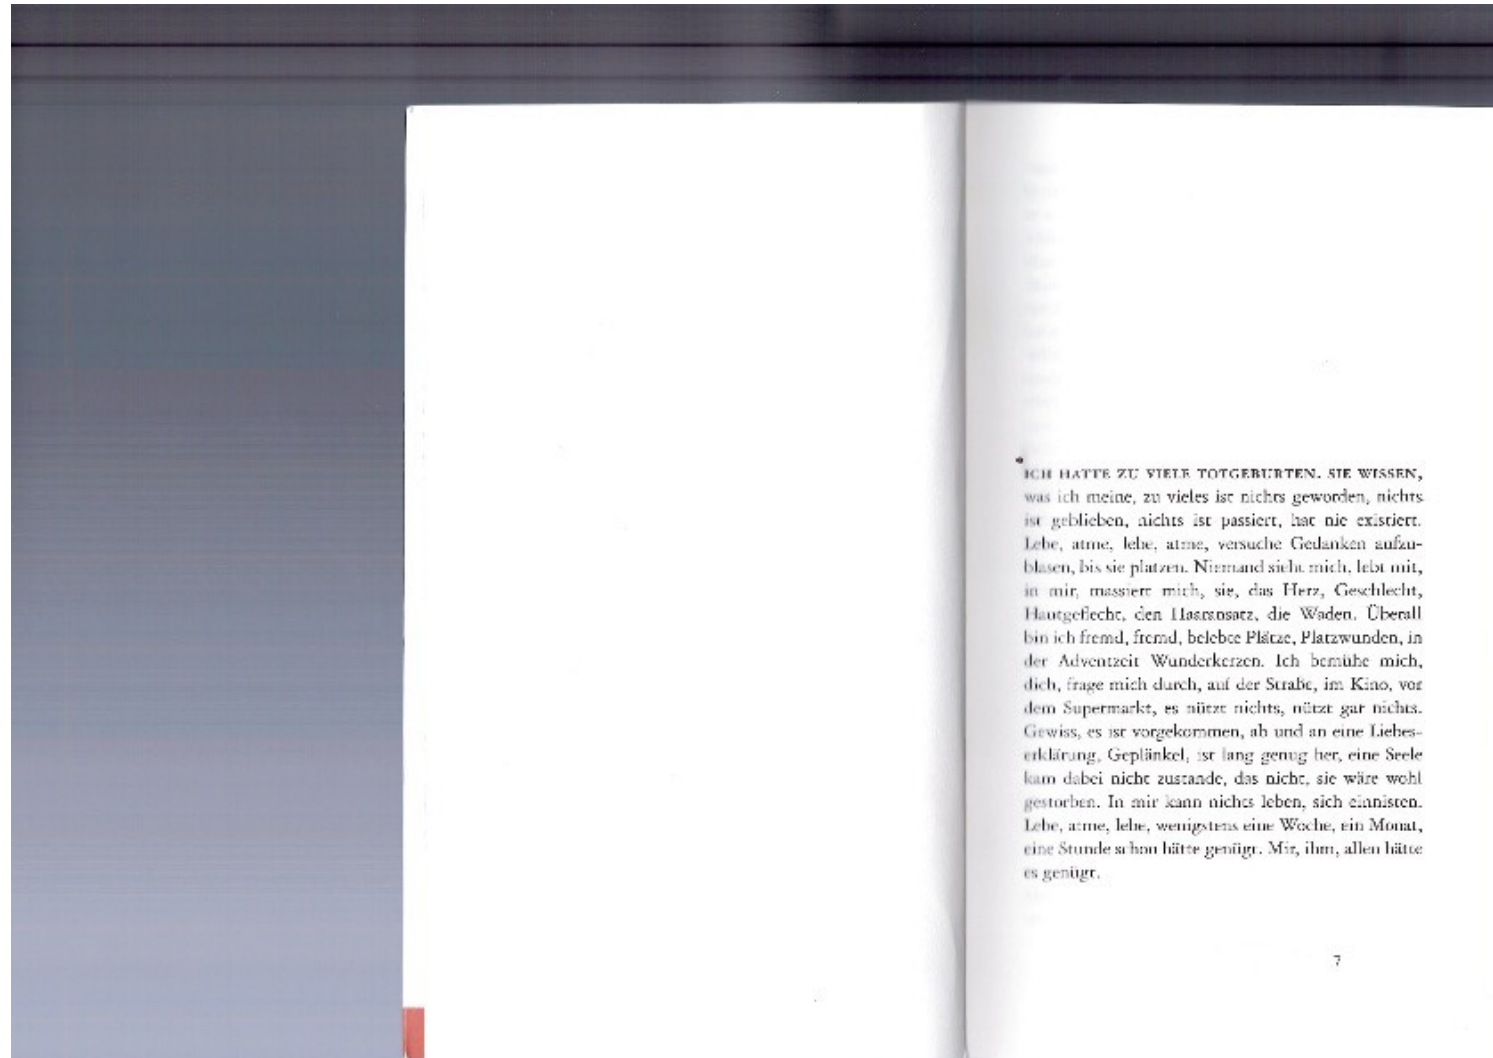 ICH HATTE ZU VIELE TOTGEBURTEN. SIE WISSEN,
was ich meine, zu vieles ist nichts geworden, nichts
ist geblieben, nichts ist passiert, hat nie existiert.
Lebe, atme, lebe, atme, versuche Gedanken aufzu-
blasen, bis sie platzen. Niemand sieht mich, lebt mit,
in mir, massiert mich, sie, das Herz, Geschlecht,
Hautgeflecht, den Haaransatz, die Waden. Überall
bin ich fremd, fremd, belebte Plätze, Platzwunden, in
der Adventzeit Wunderkerzen. Ich bemühe mich,
dich, frage mich durch, auf der Straße, im Kino, vor
dem Supermarkt, es nützt nichts, nützt gar nichts.
Gewiss, es ist vorgekommen, ab und an eine Liebes-
erklärung, Geplänkel, ist lang genug her, eine Seele
kam dabei nicht zustande, das nicht, sie wäre wohl
gestorben. In mir kann nichts leben, sich einnisten.
Lebe, atme, lebe, wenigstens eine Woche, ein Monat,
eine Stunde schon hätte genügt. Mir, ihm, allen hätte
es genügt.
7